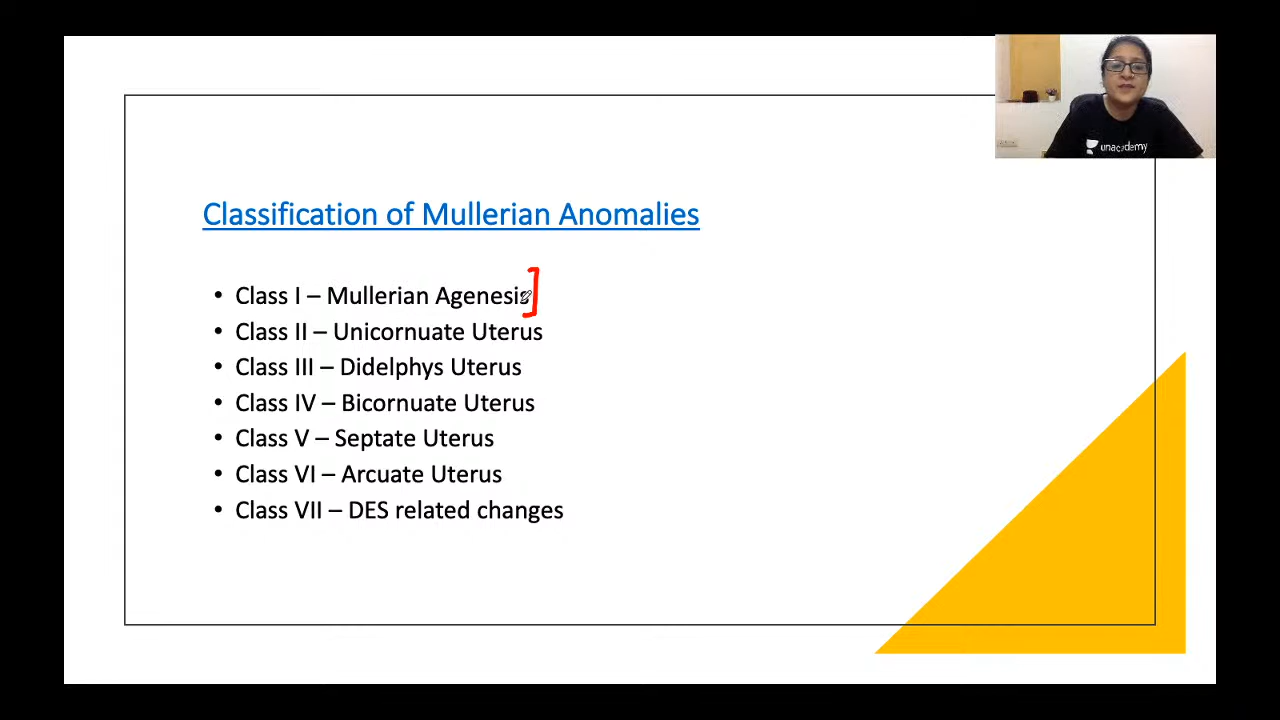 unacademy
Classification of Mullerian Anomalies
• Class I – Mullerian Agenesis
• Class II – Unicornuate Uterus
• Class III – Didelphys Uterus
• Class IV – Bicornuate Uterus
• Class V – Septate Uterus
• Class VI – Arcuate Uterus
• Class VII – DES related changes